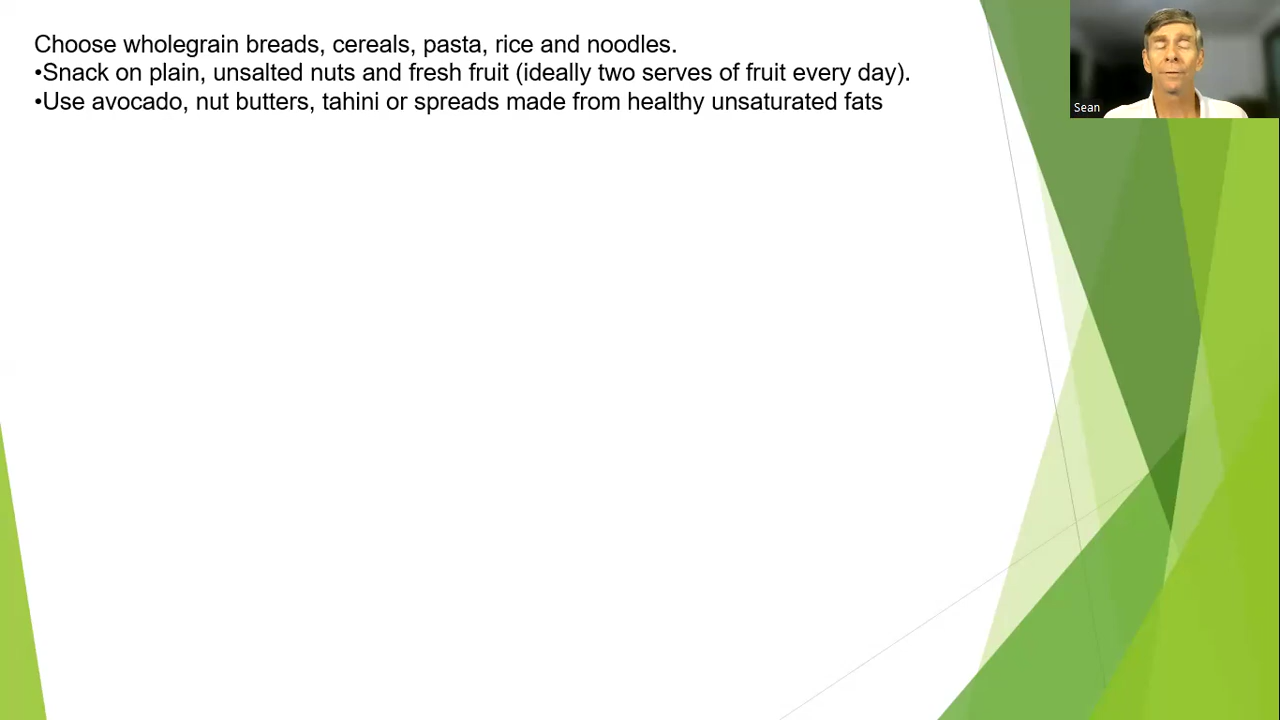 Choose wholegrain breads, cereals, pasta, rice and noodles.
•Snack on plain, unsalted nuts and fresh fruit (ideally two serves of fruit every day).
•Use avocado, nut butters, tahini or spreads made from healthy unsaturated fats
Sean